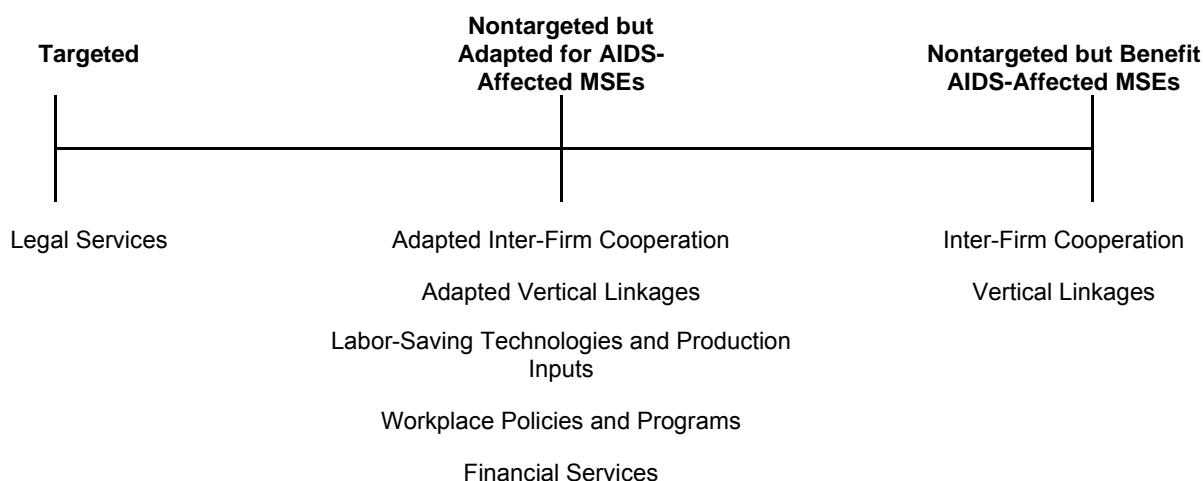 Targeted
Nontargeted but
Adapted for AIDS-
Affected MSEs
Nontargeted but Benefit
AIDS-Affected MSEs
Legal Services
Adapted Inter-Firm Cooperation
Inter-Firm Cooperation
Adapted Vertical Linkages
Vertical Linkages
Labor-Saving Technologies and Production
Inputs
Workplace Policies and Programs
Financial Services